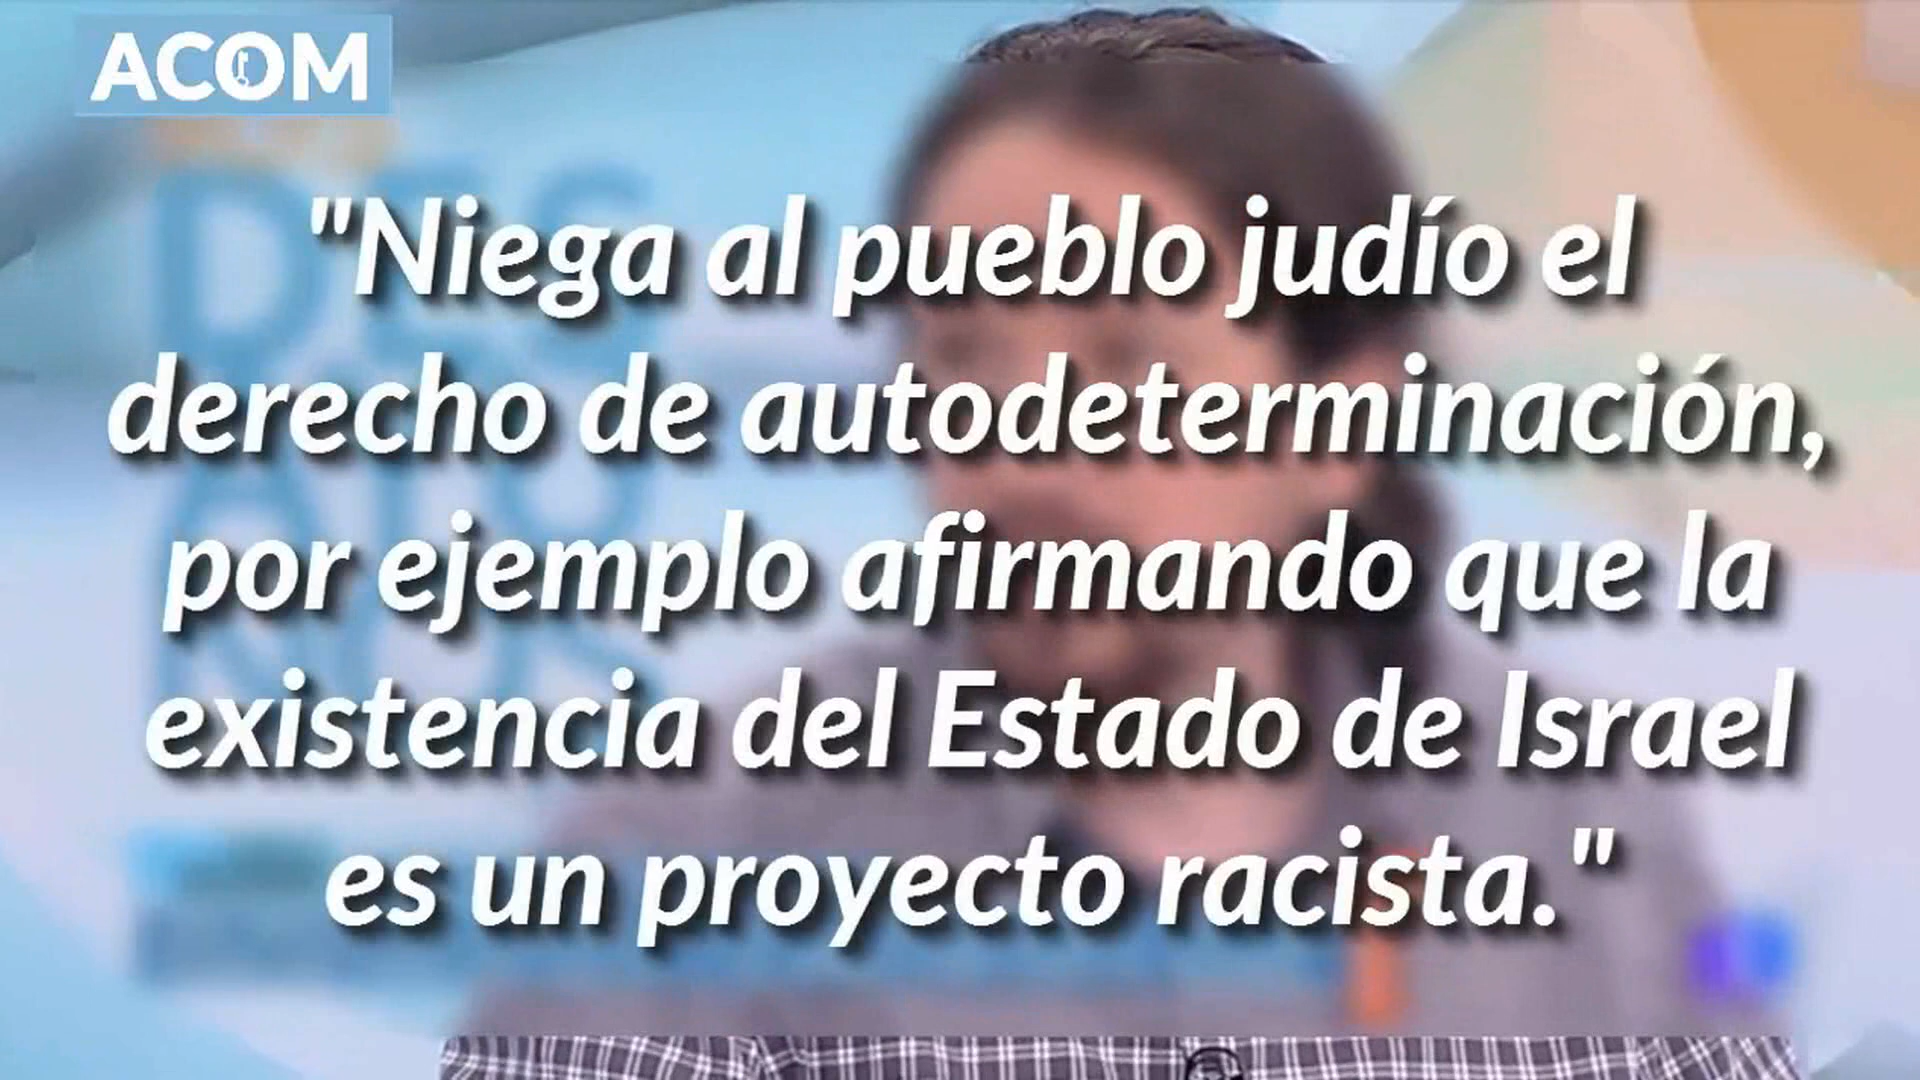 ACOM
"Niega al pueblo judío el
derecho de autodeterminación,
por ejemplo afirmando que la
existencia del Estado de Israel
es un proyecto racista."